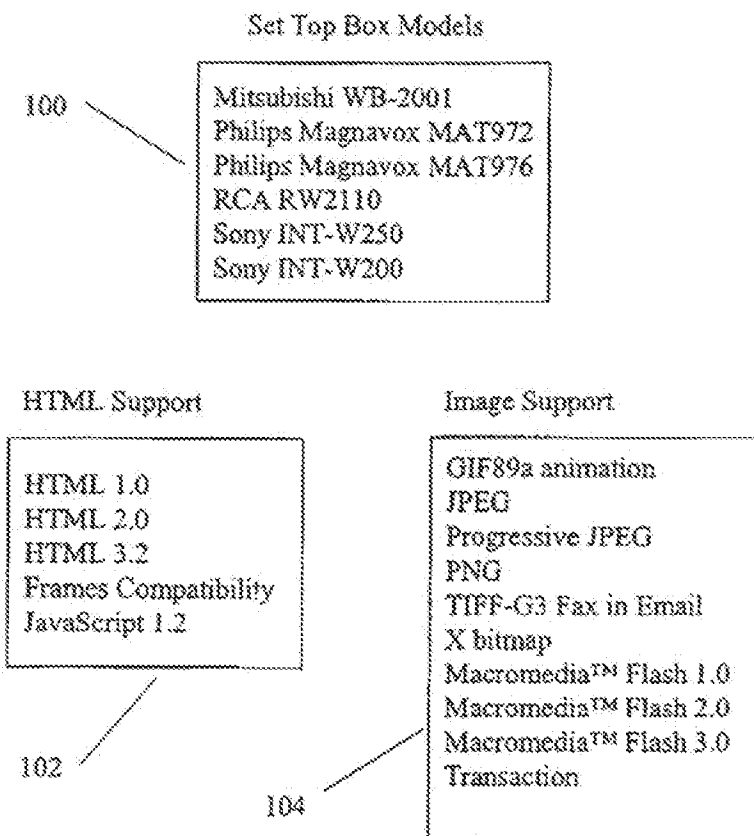 Set Top Box Models
100
Mitsubishi WB-2001
Philips Magnavox MAT972
Philips Magnavox MAT976
RCA RW2110
Sony INT-W250
Sony INT-W200
HTML Support
HTML 1.0
HTML 2.0
HTML 3.2
Frames Compatibility
JavaScript 1.2
102
Image Support
GIF89a animation
JPEG
Progressive JPEG
PNG
TIFF-G3 Fax in Email
X bitmap
Macromedia™ Flash 1.0
Macromedia™ Flash 2.0
Macromedia™ Flash 3.0
Transaction
104